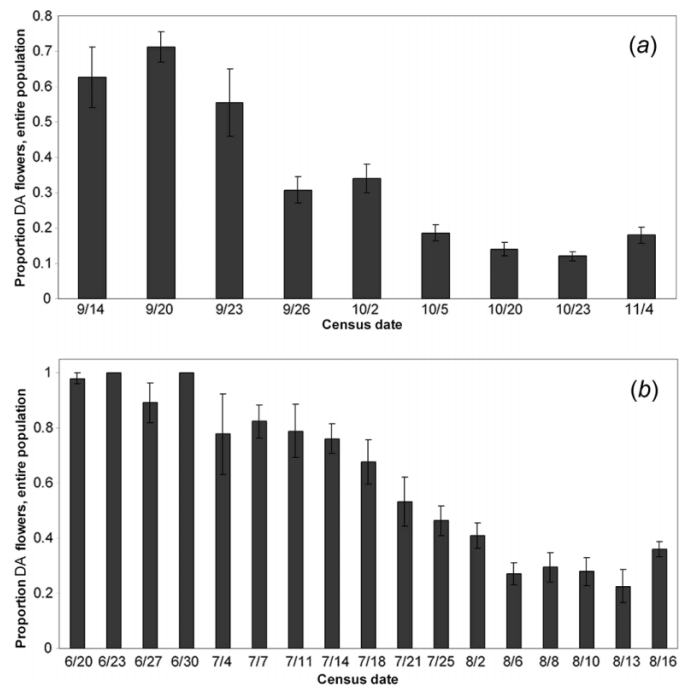 (a)
Proportion DA flowers, entire population
0.8
0.7
0.6
0.5
0.4
0.3
0.2
0.1
0
9/14 9/20 9/23 9/26 10/2 10/5 10/20 10/23 11/4
Census date
(b)
Proportion DA flowers, entire population
1
0.8
0.6
0.4
0.2
0
6/20 6/23 6/27 6/30 7/4 7/7 7/11 7/14 7/18 7/21 7/25 8/2 8/6 8/8 8/10 8/13 8/16
Census date